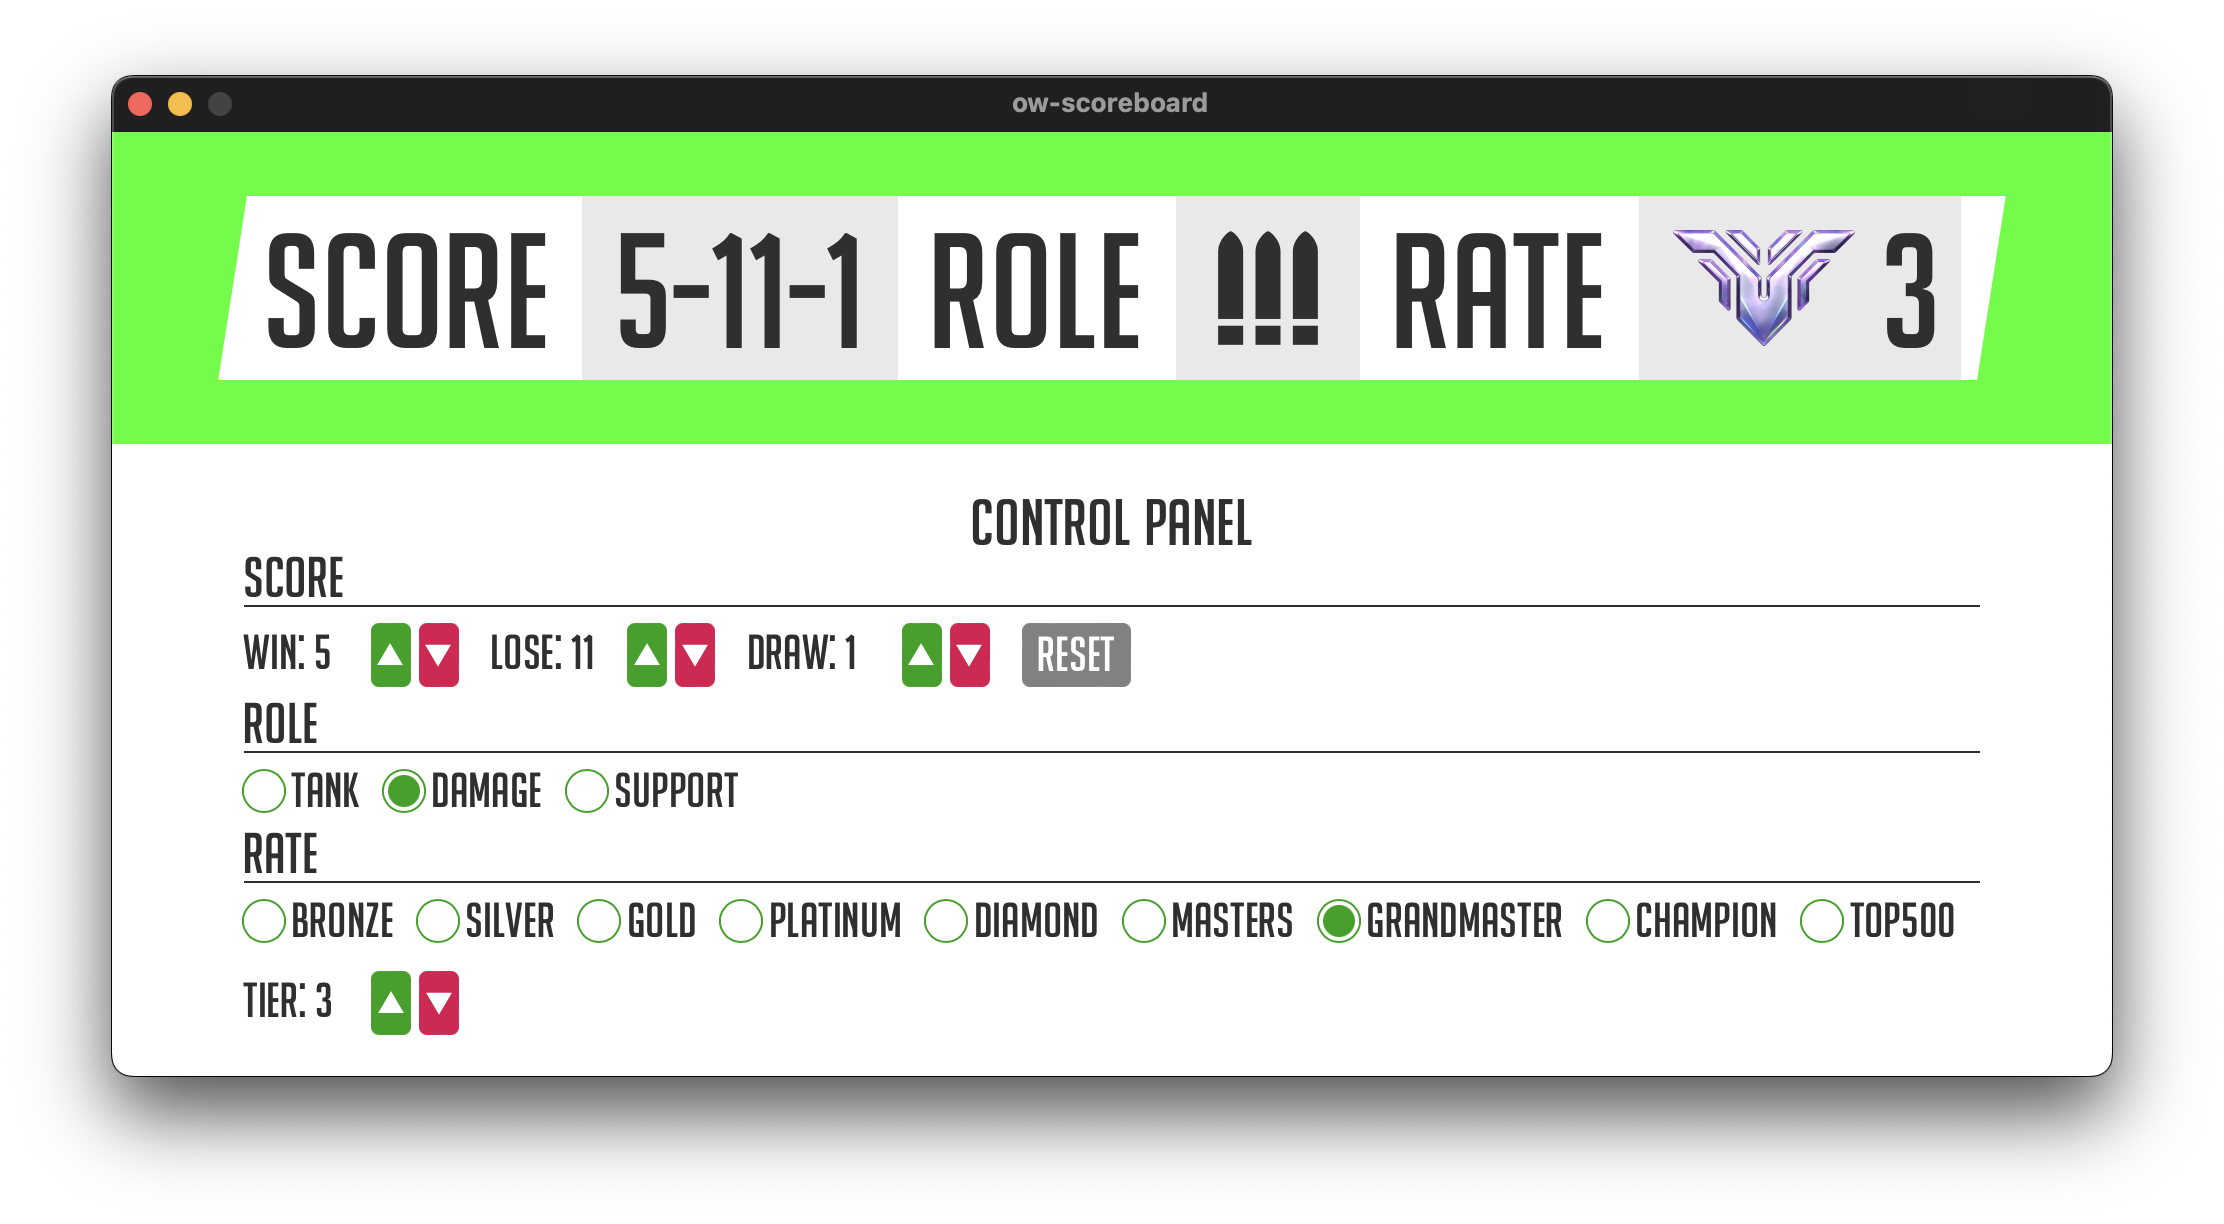 ow-scoreboard
SCORE 5-11-1 ROLE RATE 3
CONTROL PANEL
SCORE
WIN: 5 LOSE: 11 DRAW: 1 RESET
ROLE
TANK DAMAGE SUPPORT
RATE
BRONZE SILVER GOLD PLATINUM DIAMOND MASTERS GRANDMASTER CHAMPION TOP500
TIER: 3